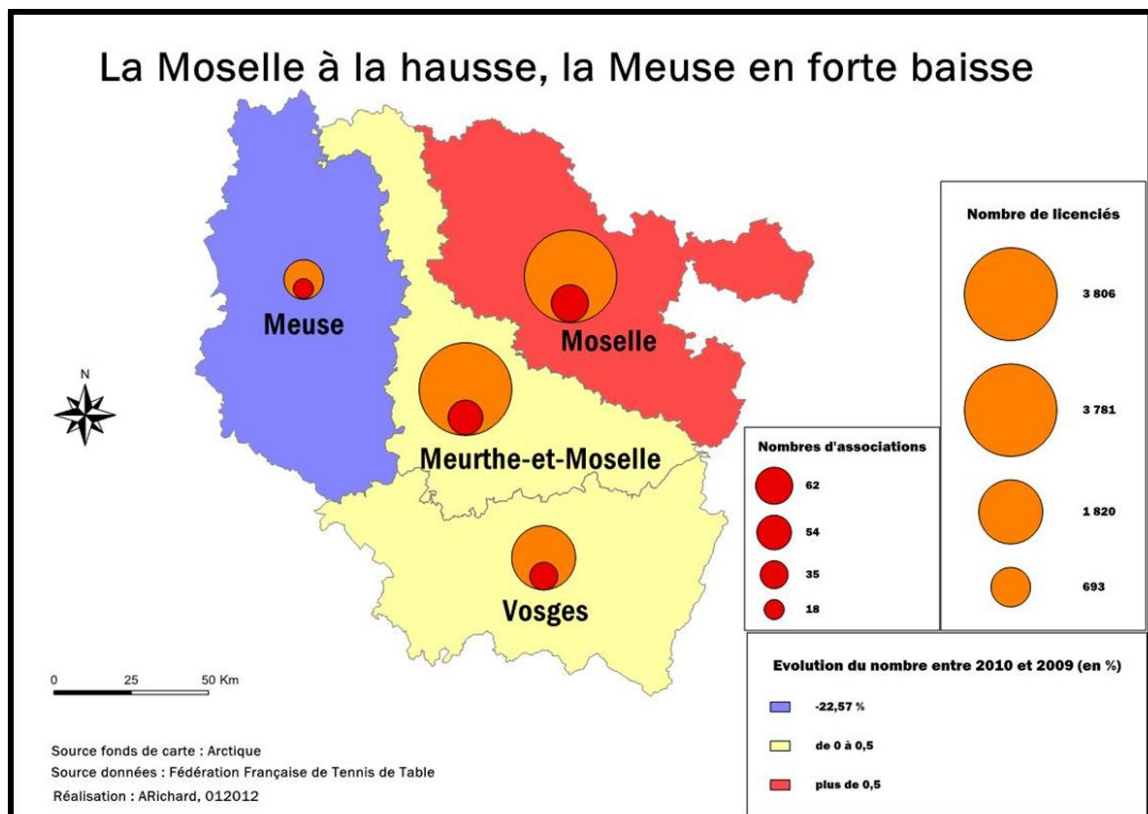 La Moselle à la hausse, la Meuse en forte baisse
Meuse
Moselle
Meurthe-et-Moselle
Vosges
N
0 25 50 Km
Source fonds de carte : Arctique
Source données : Fédération Française de Tennis de Table
Réalisation : ARichard, 012012
Nombres d'associations
62
54
35
18
Nombre de licenciés
3 806
3 781
1 820
693
Evolution du nombre entre 2010 et 2009 (en %)
-22,57 %
de 0 à 0,5
plus de 0,5